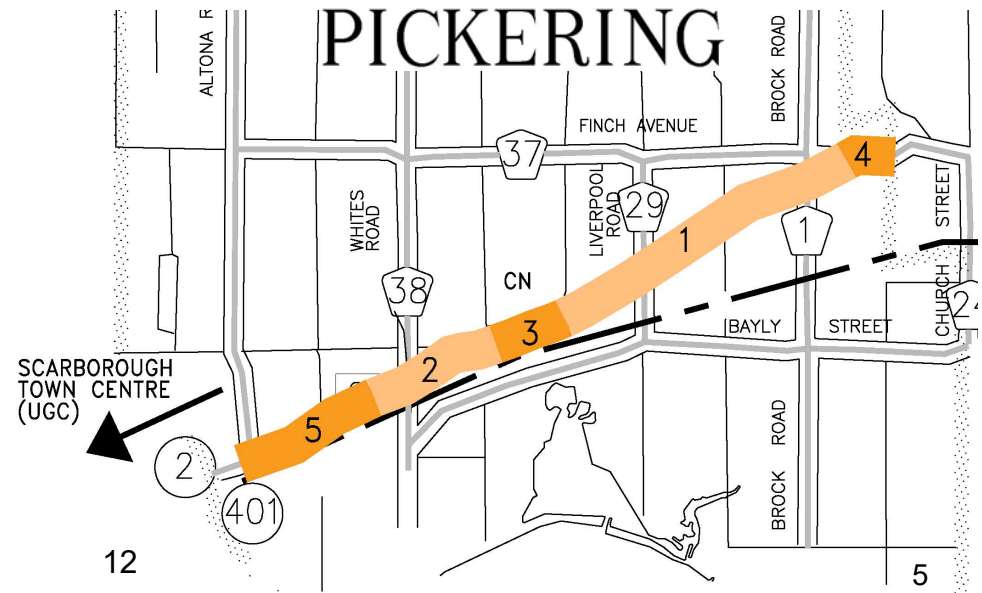 PICKERING
ALTONA R
BROCK ROAD
FINCH AVENUE
37
4
WHITES
ROAD
LIVERPOOL
ROAD
29
1
1
CHURCH STREET
38
CN
3
24
BAYLY STREET
2
SCARBOROUGH
TOWN CENTRE
(UGC)
5
2
401
BROCK ROAD
12
5